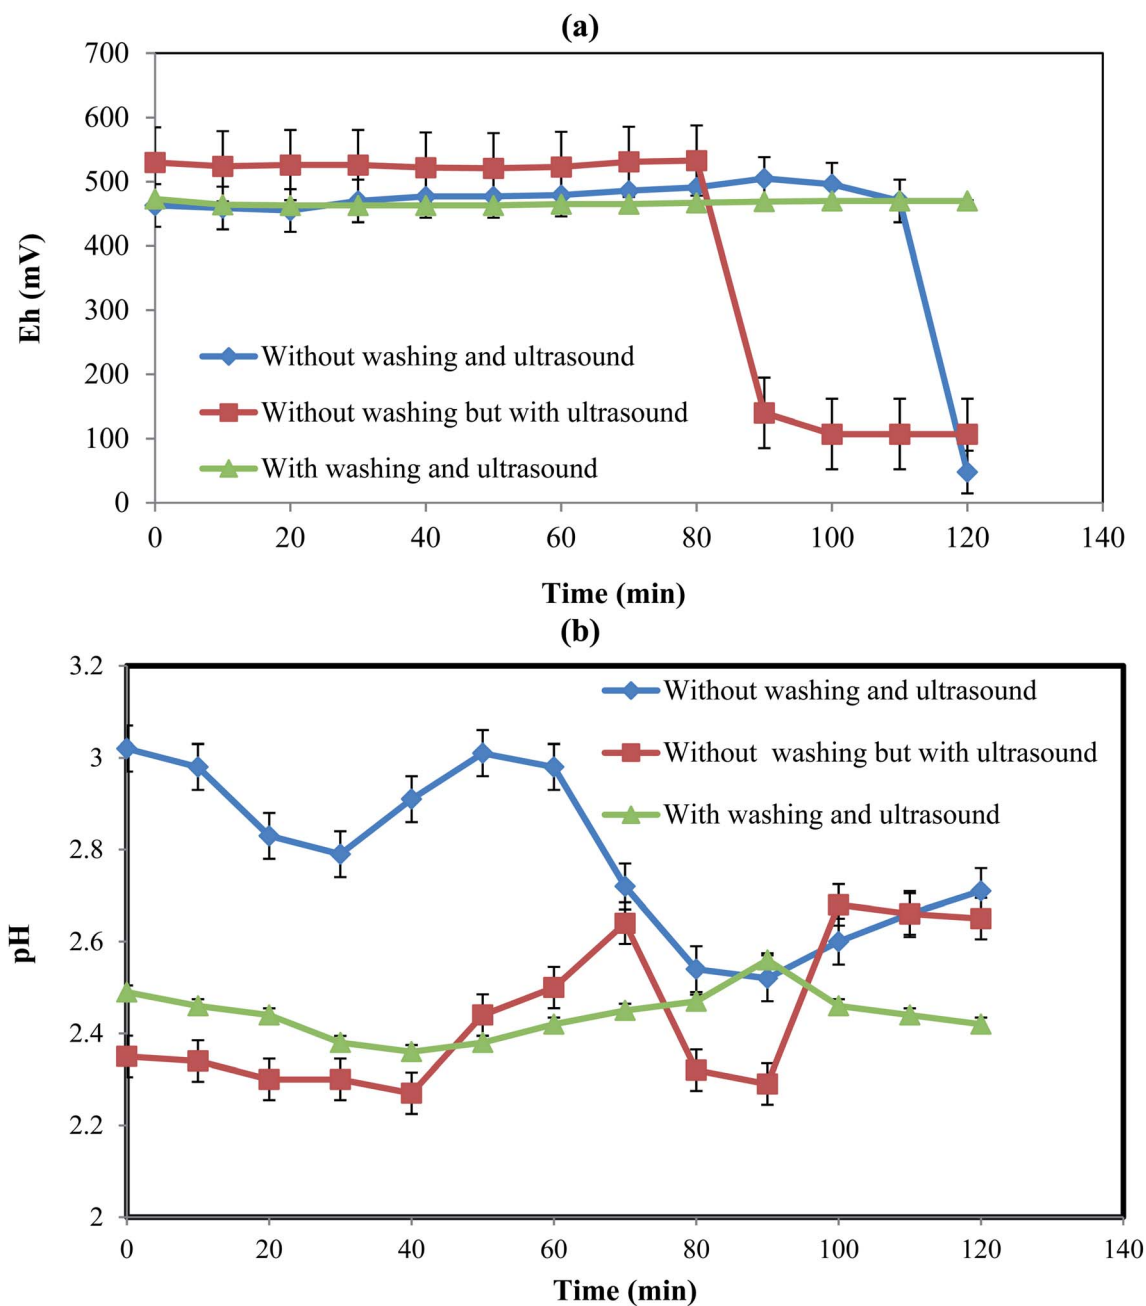 (a)
700
600
500
400
300
200
100
0
Eh (mV)
Without washing and ultrasound
Without washing but with ultrasound
With washing and ultrasound
0 20 40 60 80 100 120 140
Time (min)
(b)
3.2
3
2.8
2.6
2.4
2.2
2
pH
Without washing and ultrasound
Without washing but with ultrasound
With washing and ultrasound
0 20 40 60 80 100 120 140
Time (min)